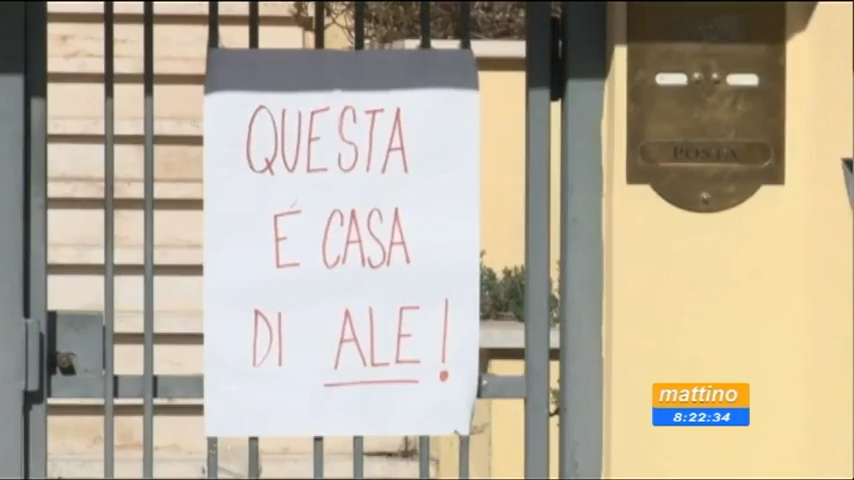 QUESTA
É CASA
DI ALE!
POSTA
mattino
8:22:34